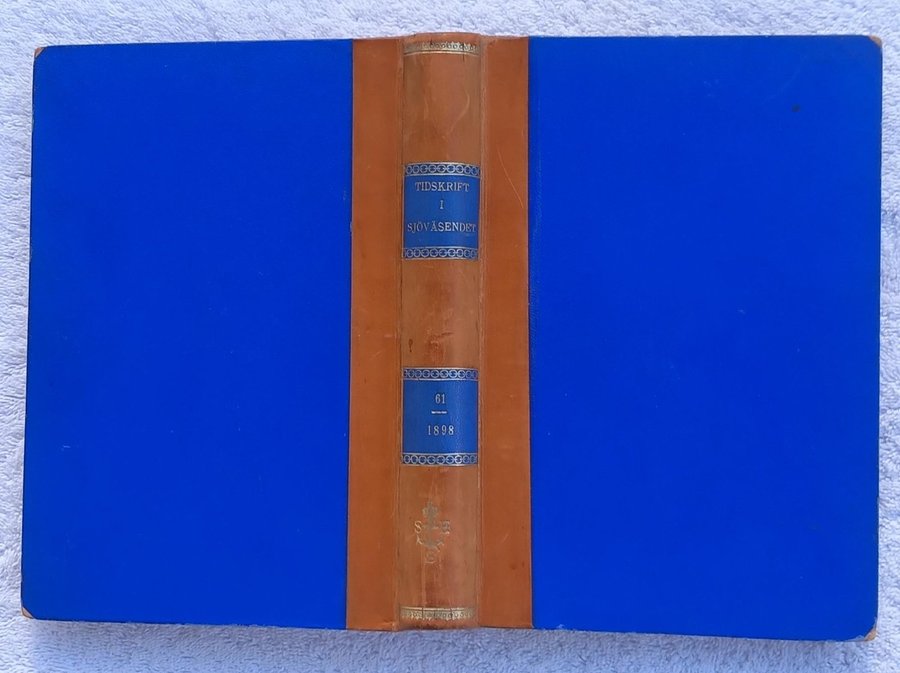 TIDSKRIFT
I
SJÖVÄSENDET
61
1898
S